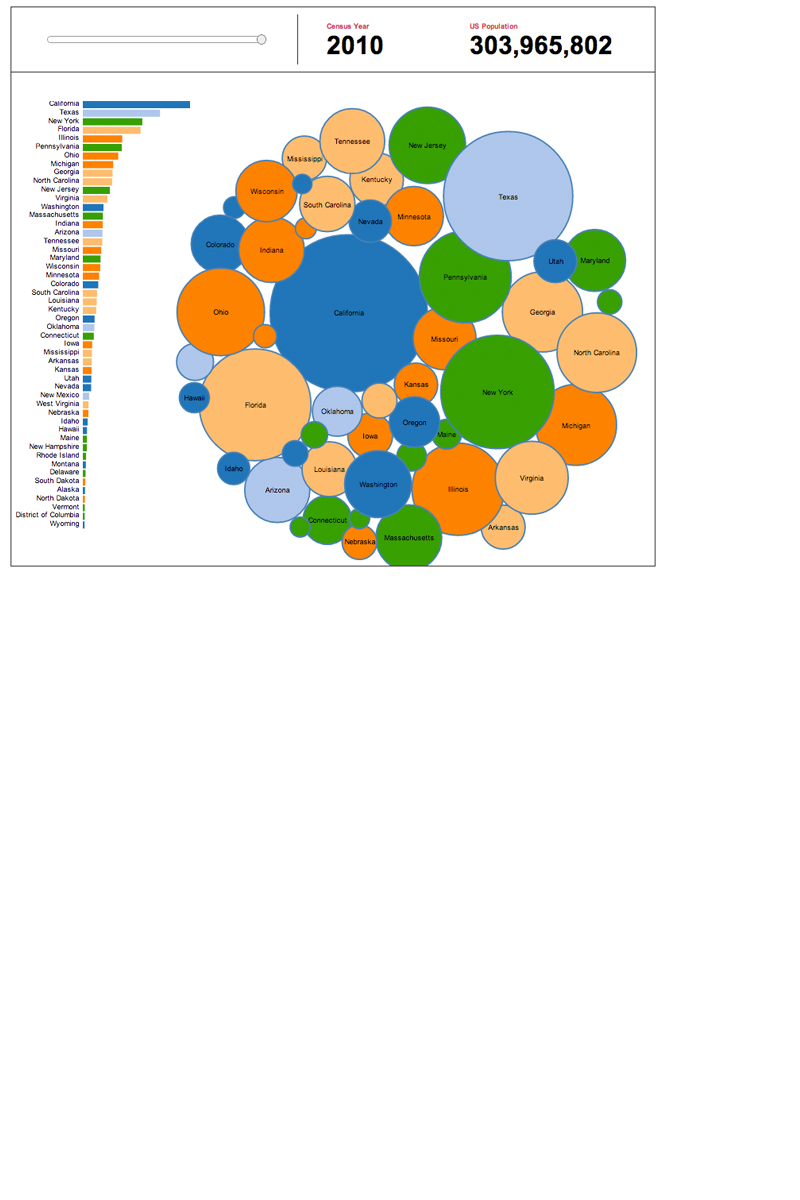 Census Year
2010
US Population
303,965,802
California
Texas
New York
Florida
Illinois
Pennsylvania
Ohio
Michigan
Georgia
North Carolina
New Jersey
Virginia
Washington
Massachusetts
Indiana
Arizona
Tennessee
Missouri
Maryland
Wisconsin
Minnesota
Colorado
South Carolina
Louisiana
Kentucky
Oregon
Oklahoma
Connecticut
Iowa
Mississippi
Arkansas
Kansas
Utah
Nevada
New Mexico
West Virginia
Nebraska
Idaho
Hawaii
Maine
New Hampshire
Rhode Island
Montana
Delaware
South Dakota
Alaska
North Dakota
Vermont
District of Columbia
Wyoming
Tennessee
New Jersey
Mississippi
Kentucky
Wisconsin
Texas
South Carolina
Minnesota
Nevada
Colorado
Indiana
Utah
Maryland
Pennsylvania
Ohio
California
Georgia
Missouri
North Carolina
Kansas
New York
Hawaii
Florida
Oklahoma
Oregon
Michigan
Iowa
Maine
Idaho
Louisiana
Arizona
Washington
Illinois
Virginia
Connecticut
Arkansas
Nebraska
Massachusetts